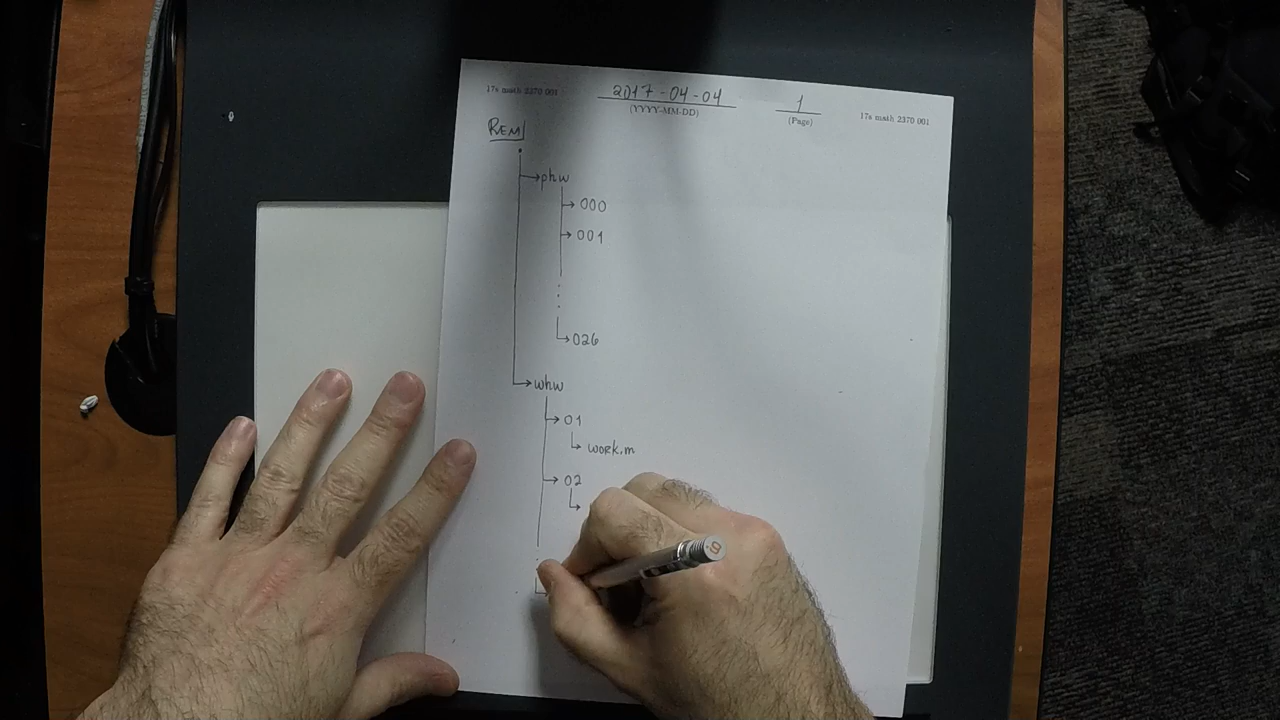 17s math 2370 001 2017-04-04 1 17s math 2370 001
(YYYY-MM-DD) (Page)
REM
phw
000
001
026
whw
01
work.m
02